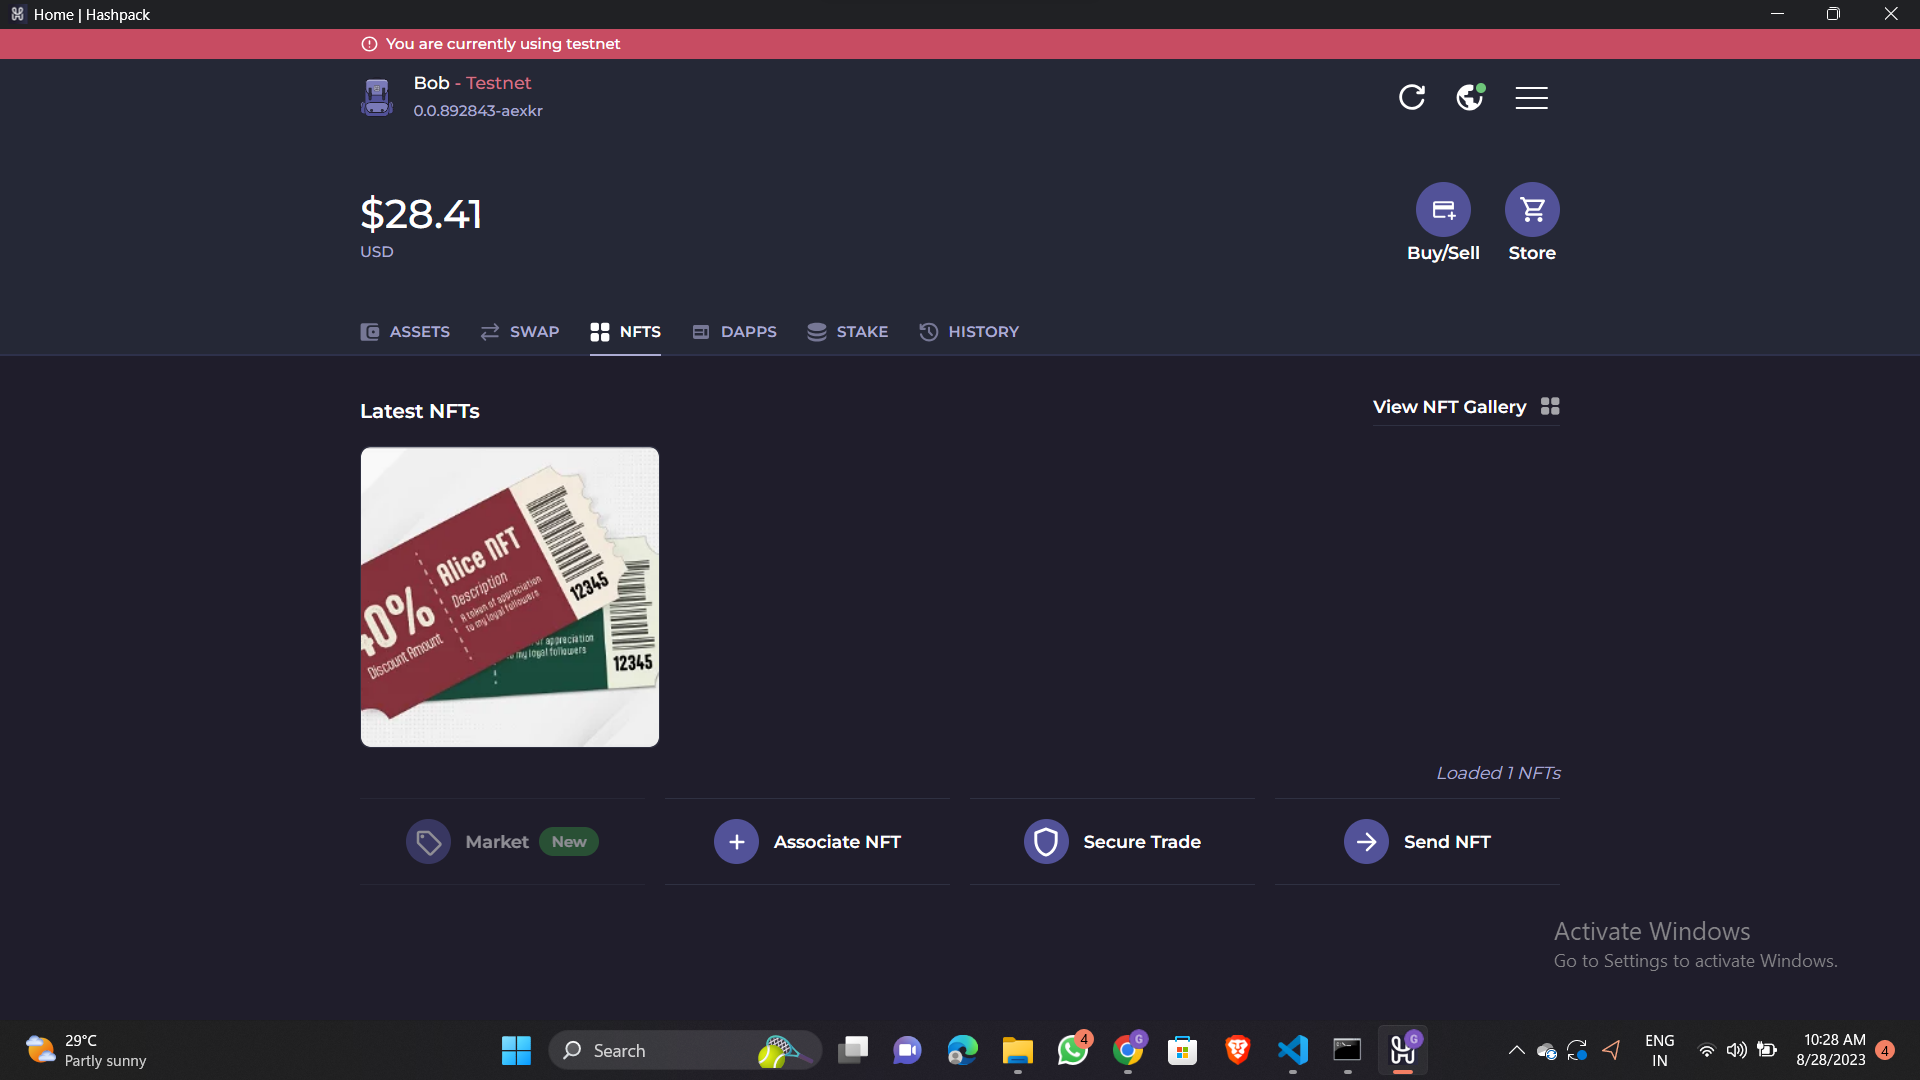 Home | Hashpack
You are currently using testnet
Bob - Testnet
0.0.892843-aexkr
$28.41
USD
Buy/Sell
Store
ASSETS
SWAP
NFTS
DAPPS
STAKE
HISTORY
Latest NFTs
View NFT Gallery
Alice NFT
Description
A token of appreciation
to my loyal followers
40%
Discount Amount
12345
of appreciation
my loyal followers
12345
Loaded 1 NFTs
Market New
Associate NFT
Secure Trade
Send NFT
Activate Windows
Go to Settings to activate Windows.
29°C
Partly sunny
Search
4
G
G
ENG
IN
10:28 AM
8/28/2023
4